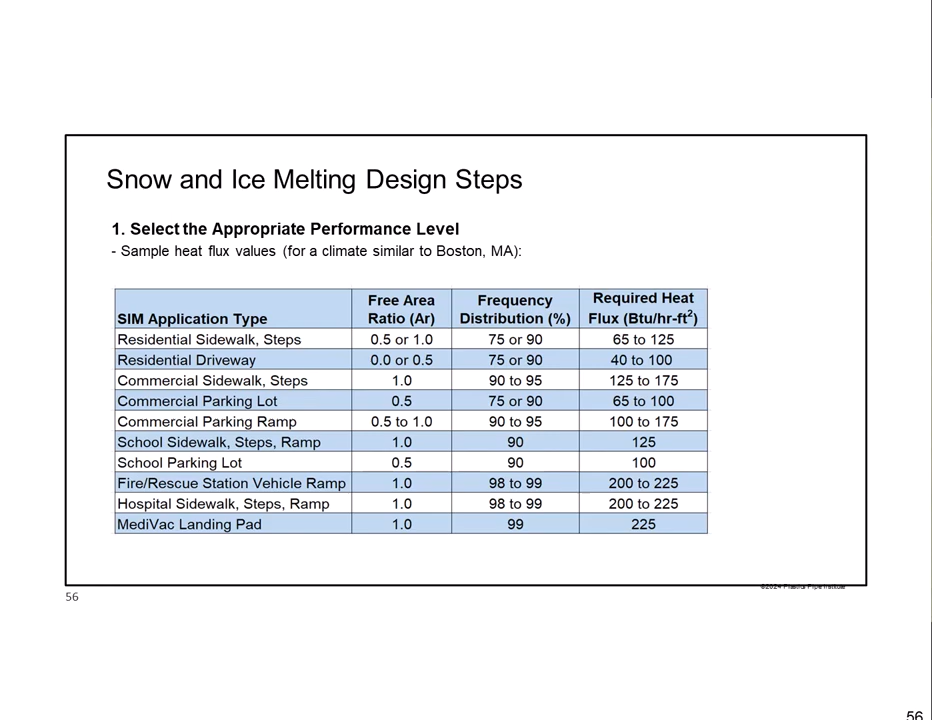 Snow and Ice Melting Design Steps
1. Select the Appropriate Performance Level
- Sample heat flux values (for a climate similar to Boston, MA):
SIM Application Type Free Area Ratio (Ar) Frequency Distribution (%) Required Heat Flux (Btu/hr-ft²)
Residential Sidewalk, Steps 0.5 or 1.0 75 or 90 65 to 125
Residential Driveway 0.0 or 0.5 75 or 90 40 to 100
Commercial Sidewalk, Steps 1.0 90 to 95 125 to 175
Commercial Parking Lot 0.5 75 or 90 65 to 100
Commercial Parking Ramp 0.5 to 1.0 90 to 95 100 to 175
School Sidewalk, Steps, Ramp 1.0 90 125
School Parking Lot 0.5 90 100
Fire/Rescue Station Vehicle Ramp 1.0 98 to 99 200 to 225
Hospital Sidewalk, Steps, Ramp 1.0 98 to 99 200 to 225
MediVac Landing Pad 1.0 99 225
©2024 Plastics Pipe Institute
56
56